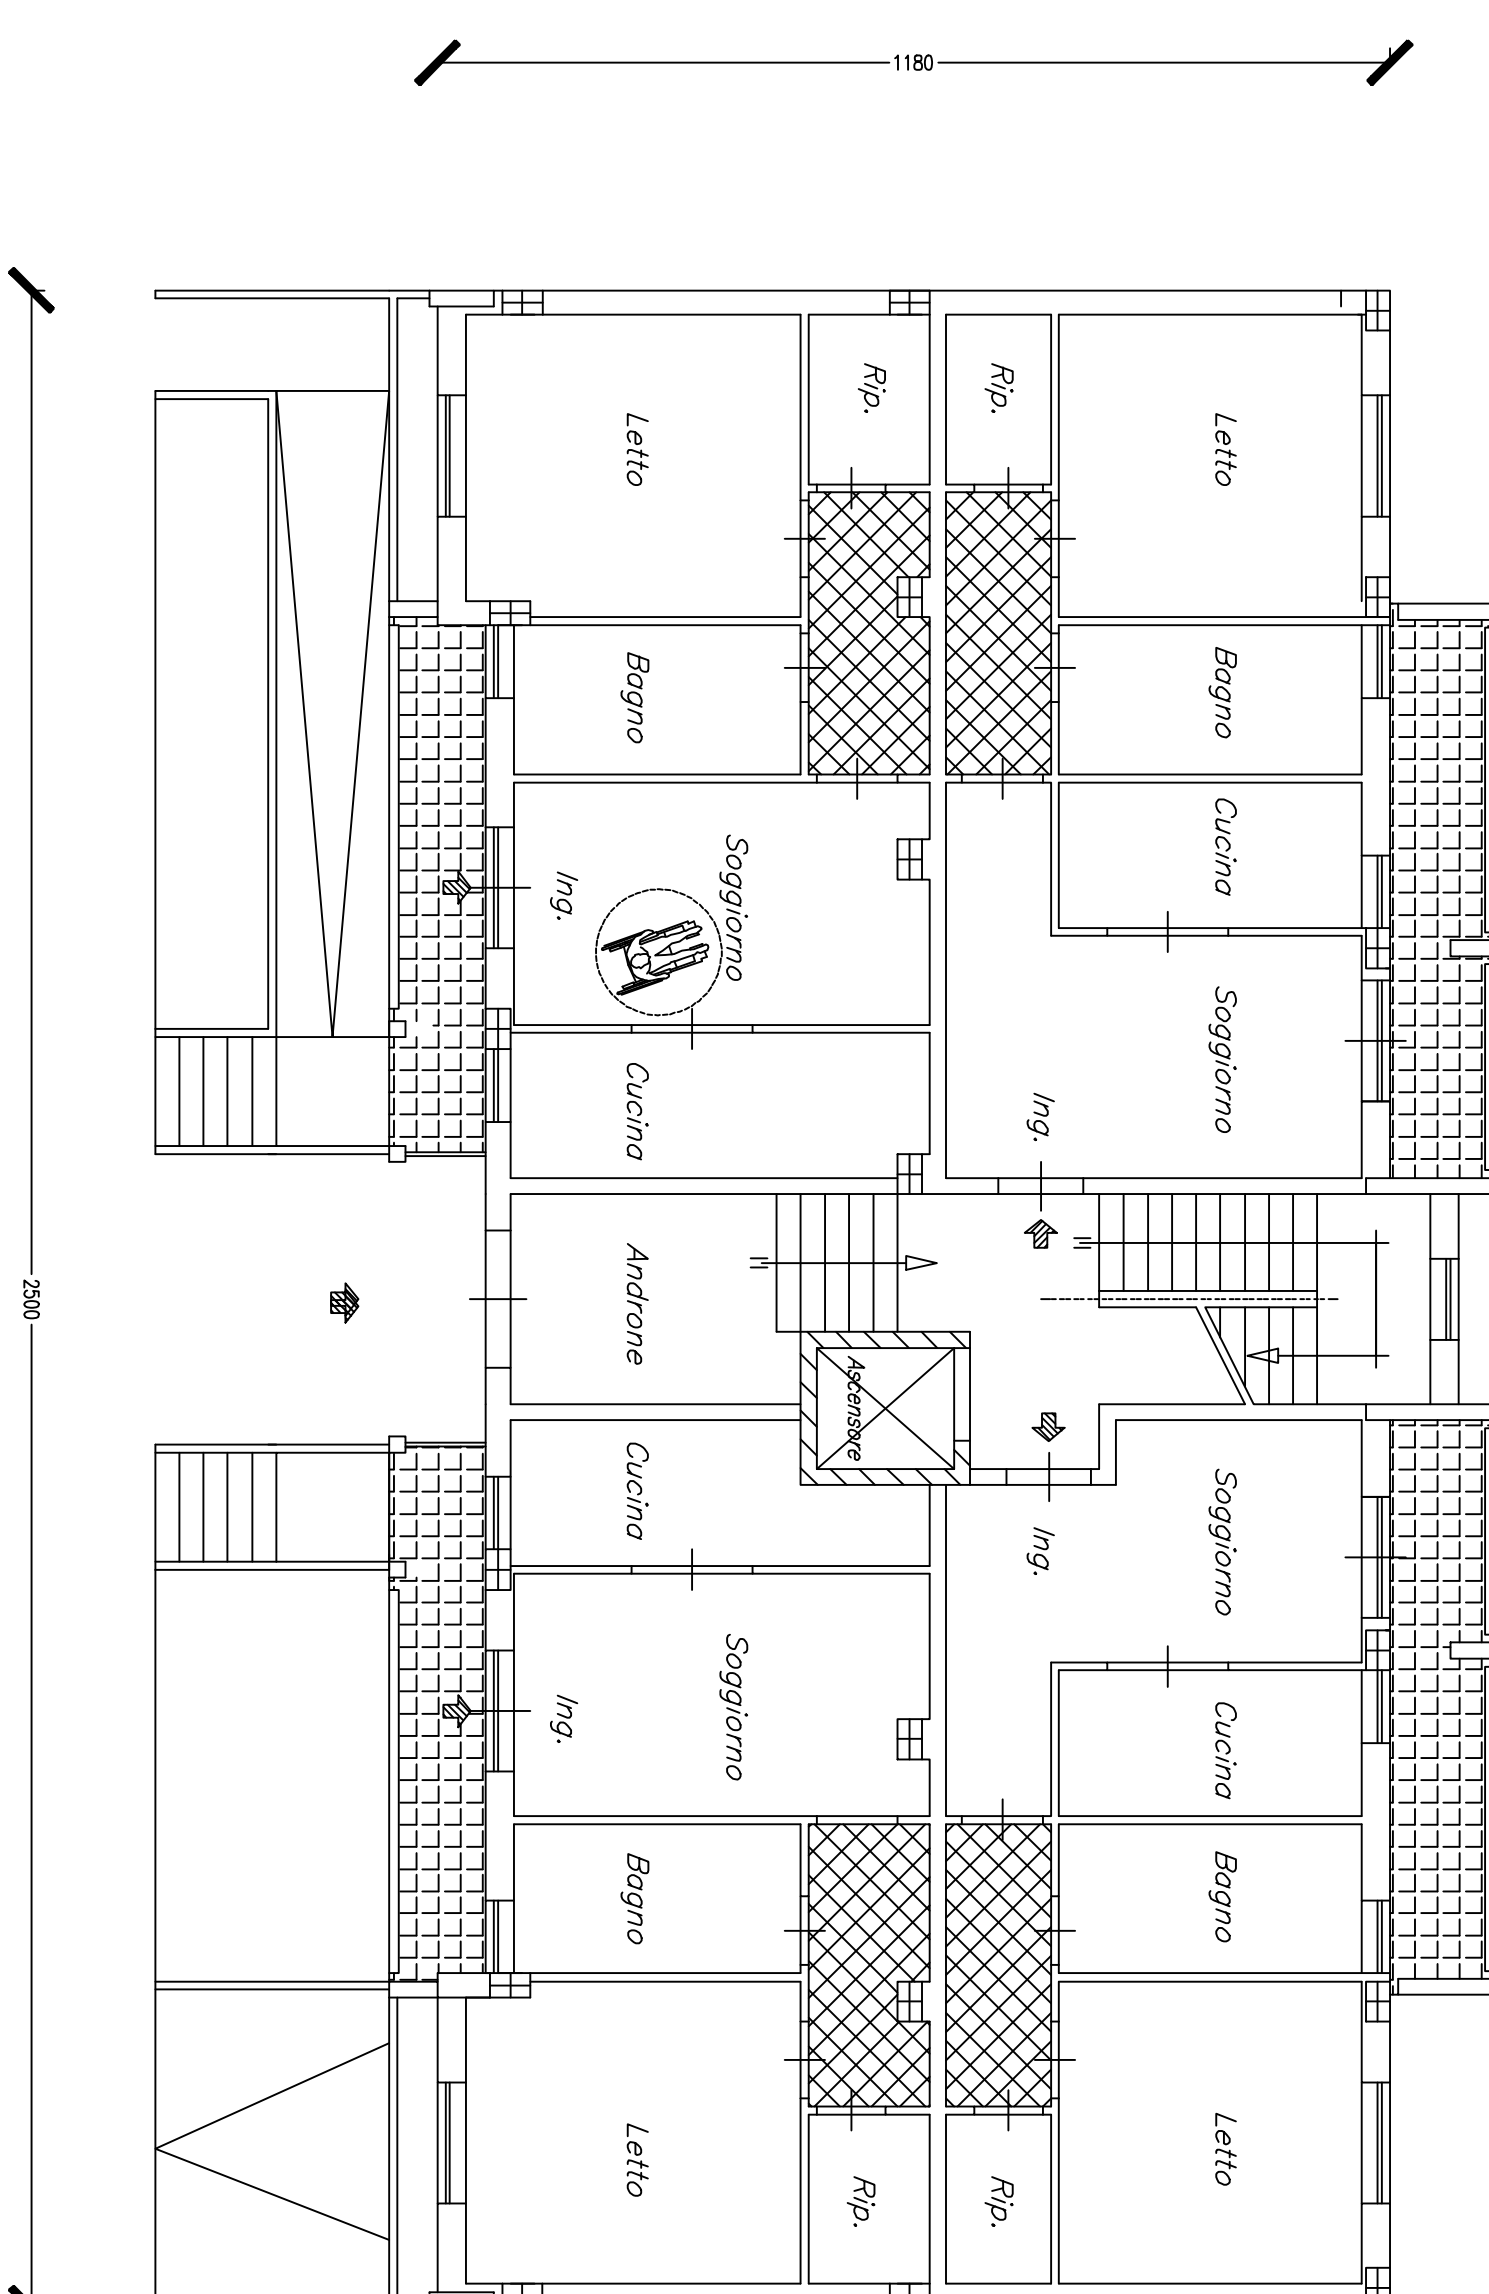 1180
2500
Rip.
Rip.
Letto
Letto
Bagno
Bagno
Cucina
Soggiorno
Ing.
Soggiorno
Cucina
Ing.
Androne
Ascensore
Cucina
Soggiorno
Ing.
Soggiorno
Ing.
Cucina
Bagno
Bagno
Letto
Letto
Rip.
Rip.